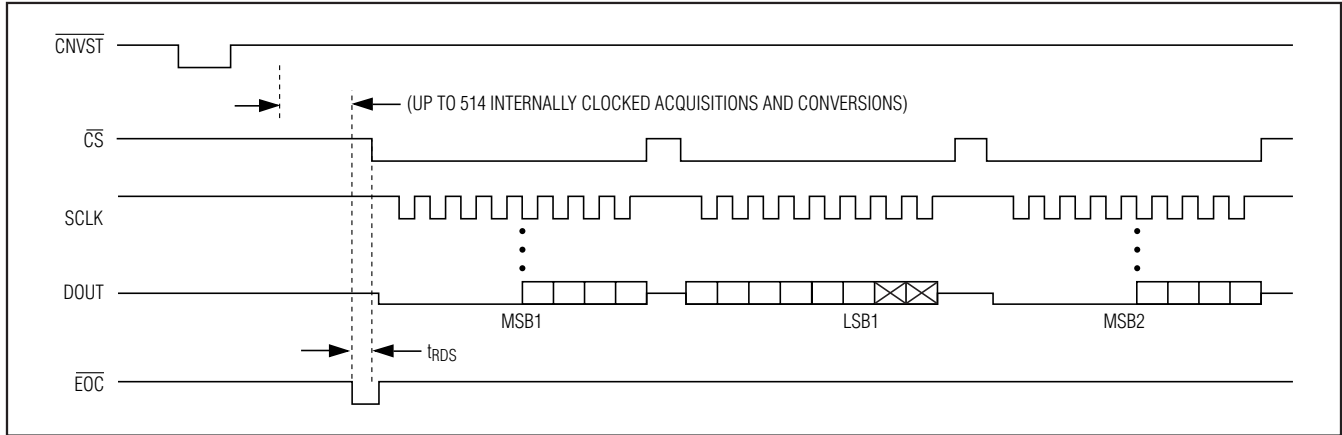 CNVST
(UP TO 514 INTERNALLY CLOCKED ACQUISITIONS AND CONVERSIONS)
CS
SCLK
DOUT
MSB1 LSB1 MSB2
tRDS
EOC